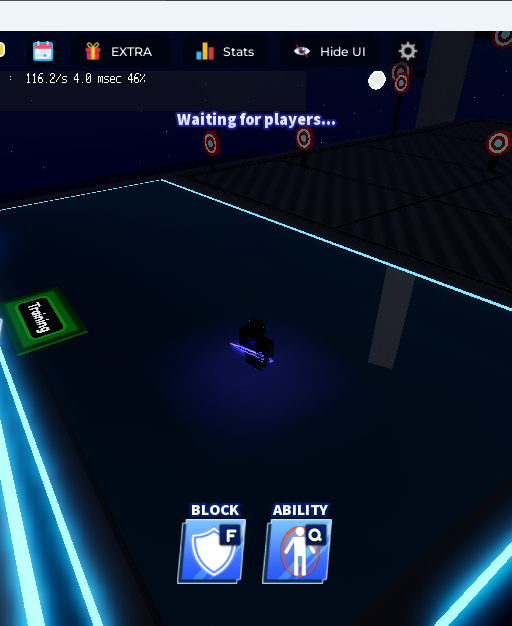 EXTRA
Stats
Hide UI
: 116.2/s 4.0 msec 46%
Waiting for players...
Training
BLOCK
ABILITY
F
Q